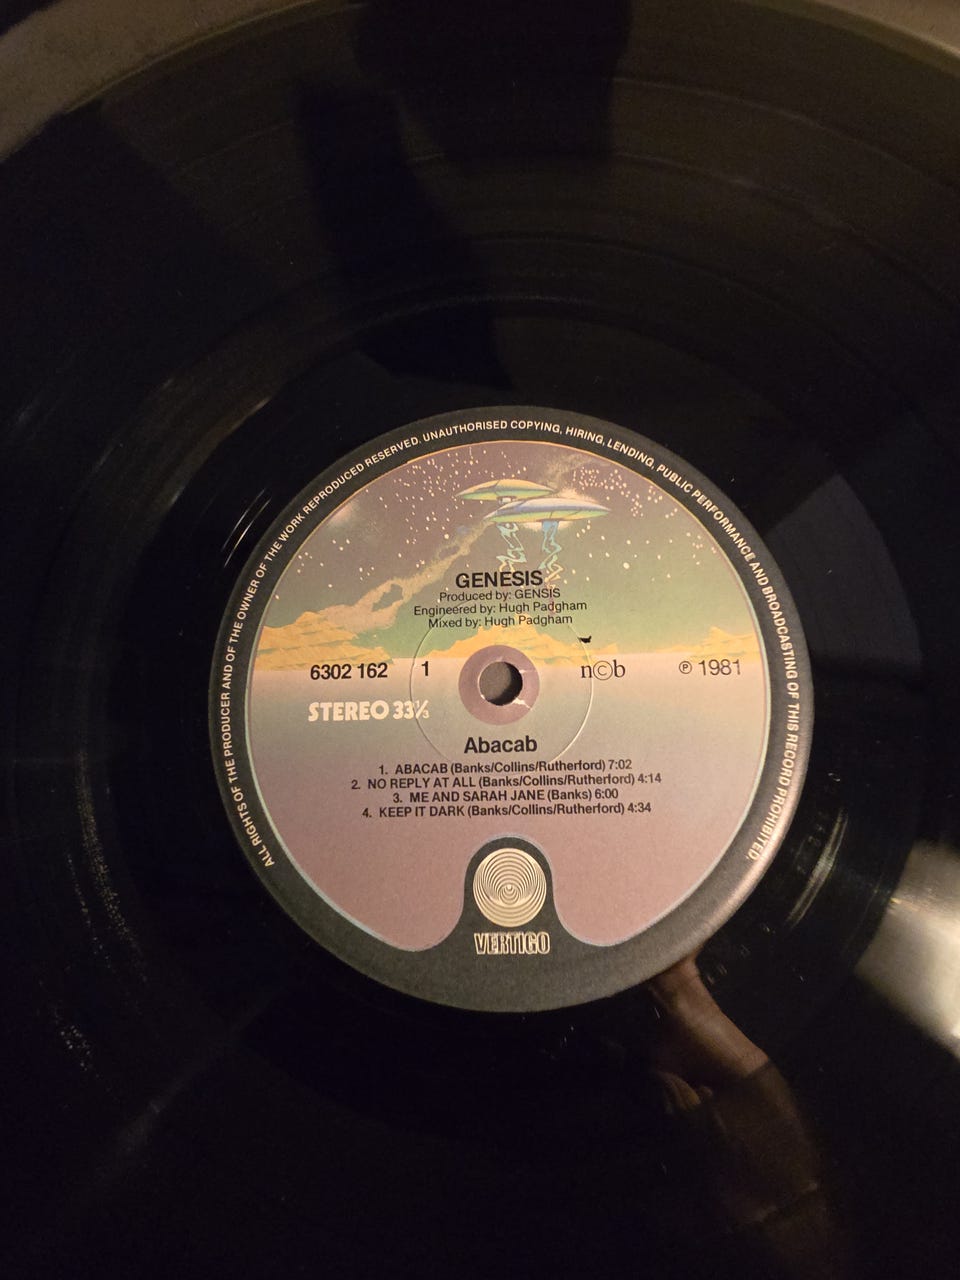 ALL RIGHTS OF THE PRODUCER AND OF THE OWNER OF THE WORK REPRODUCED RESERVED. UNAUTHORISED COPYING, HIRING, LENDING, PUBLIC PERFORMANCE AND BROADCASTING OF THIS RECORD PROHIBITED.
GENESIS
Produced by: GENSIS
Engineered by: Hugh Padgham
Mixed by: Hugh Padgham
6302 162 1 n©b ℗ 1981
STEREO 33⅓
Abacab
1. ABACAB (Banks/Collins/Rutherford) 7:02
2. NO REPLY AT ALL (Banks/Collins/Rutherford) 4:14
3. ME AND SARAH JANE (Banks) 6:00
4. KEEP IT DARK (Banks/Collins/Rutherford) 4:34
VERTIGO